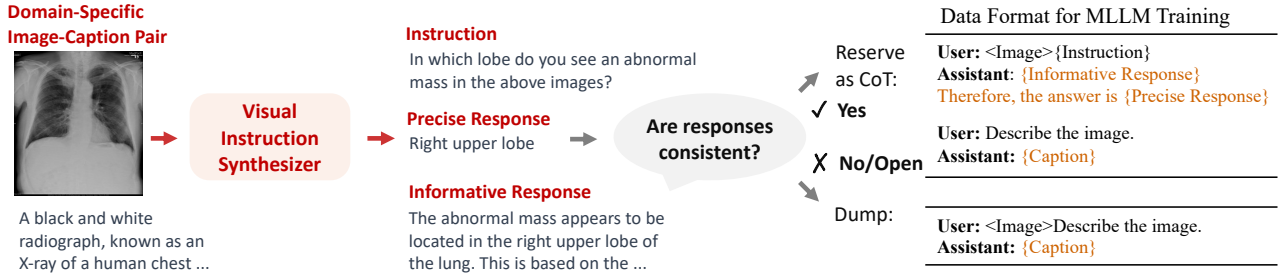 Domain-Specific
Image-Caption Pair
A black and white
radiograph, known as an
X-ray of a human chest ...
Visual
Instruction
Synthesizer
Instruction
In which lobe do you see an abnormal
mass in the above images?
Precise Response
Right upper lobe
Informative Response
The abnormal mass appears to be
located in the right upper lobe of
the lung. This is based on the ...
Are responses
consistent?
Reserve
as CoT:
✓ Yes
✗ No/Open
Dump:
Data Format for MLLM Training
User: <Image>{Instruction}
Assistant: {Informative Response}
Therefore, the answer is {Precise Response}
User: Describe the image.
Assistant: {Caption}
User: <Image>Describe the image.
Assistant: {Caption}